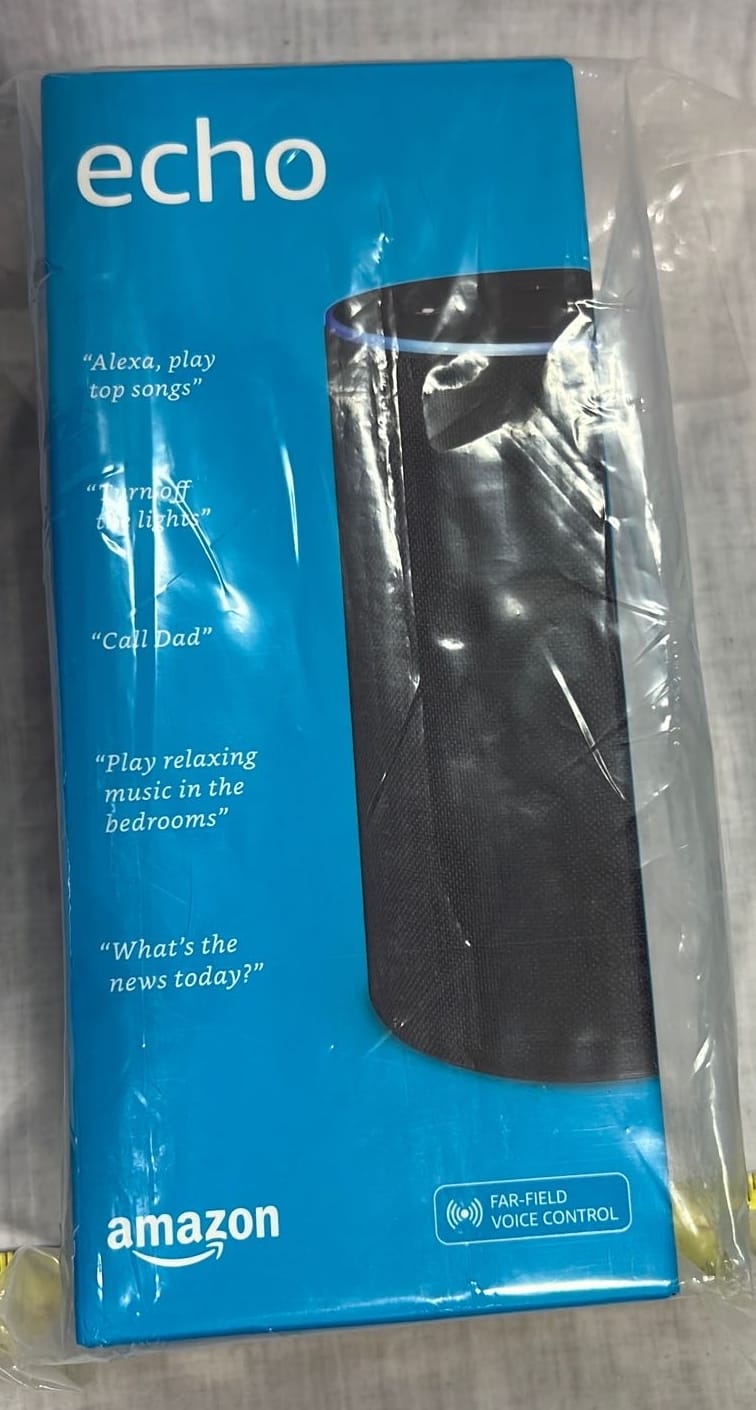 echo
“Alexa, play
top songs”
“Turn off
the lights”
“Call Dad”
“Play relaxing
music in the
bedrooms”
“What’s the
news today?”
amazon
FAR-FIELD
VOICE CONTROL